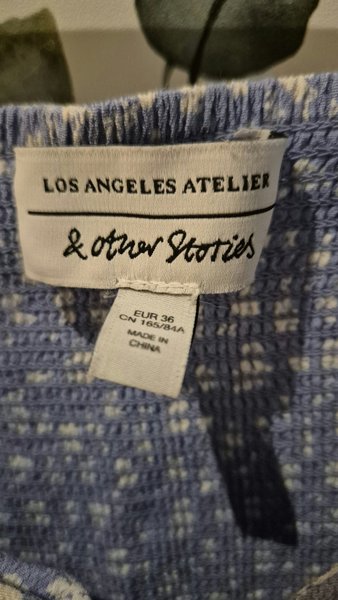 LOS ANGELES ATELIER
& Other Stories
EUR 36
CN 165/84A
MADE IN
CHINA